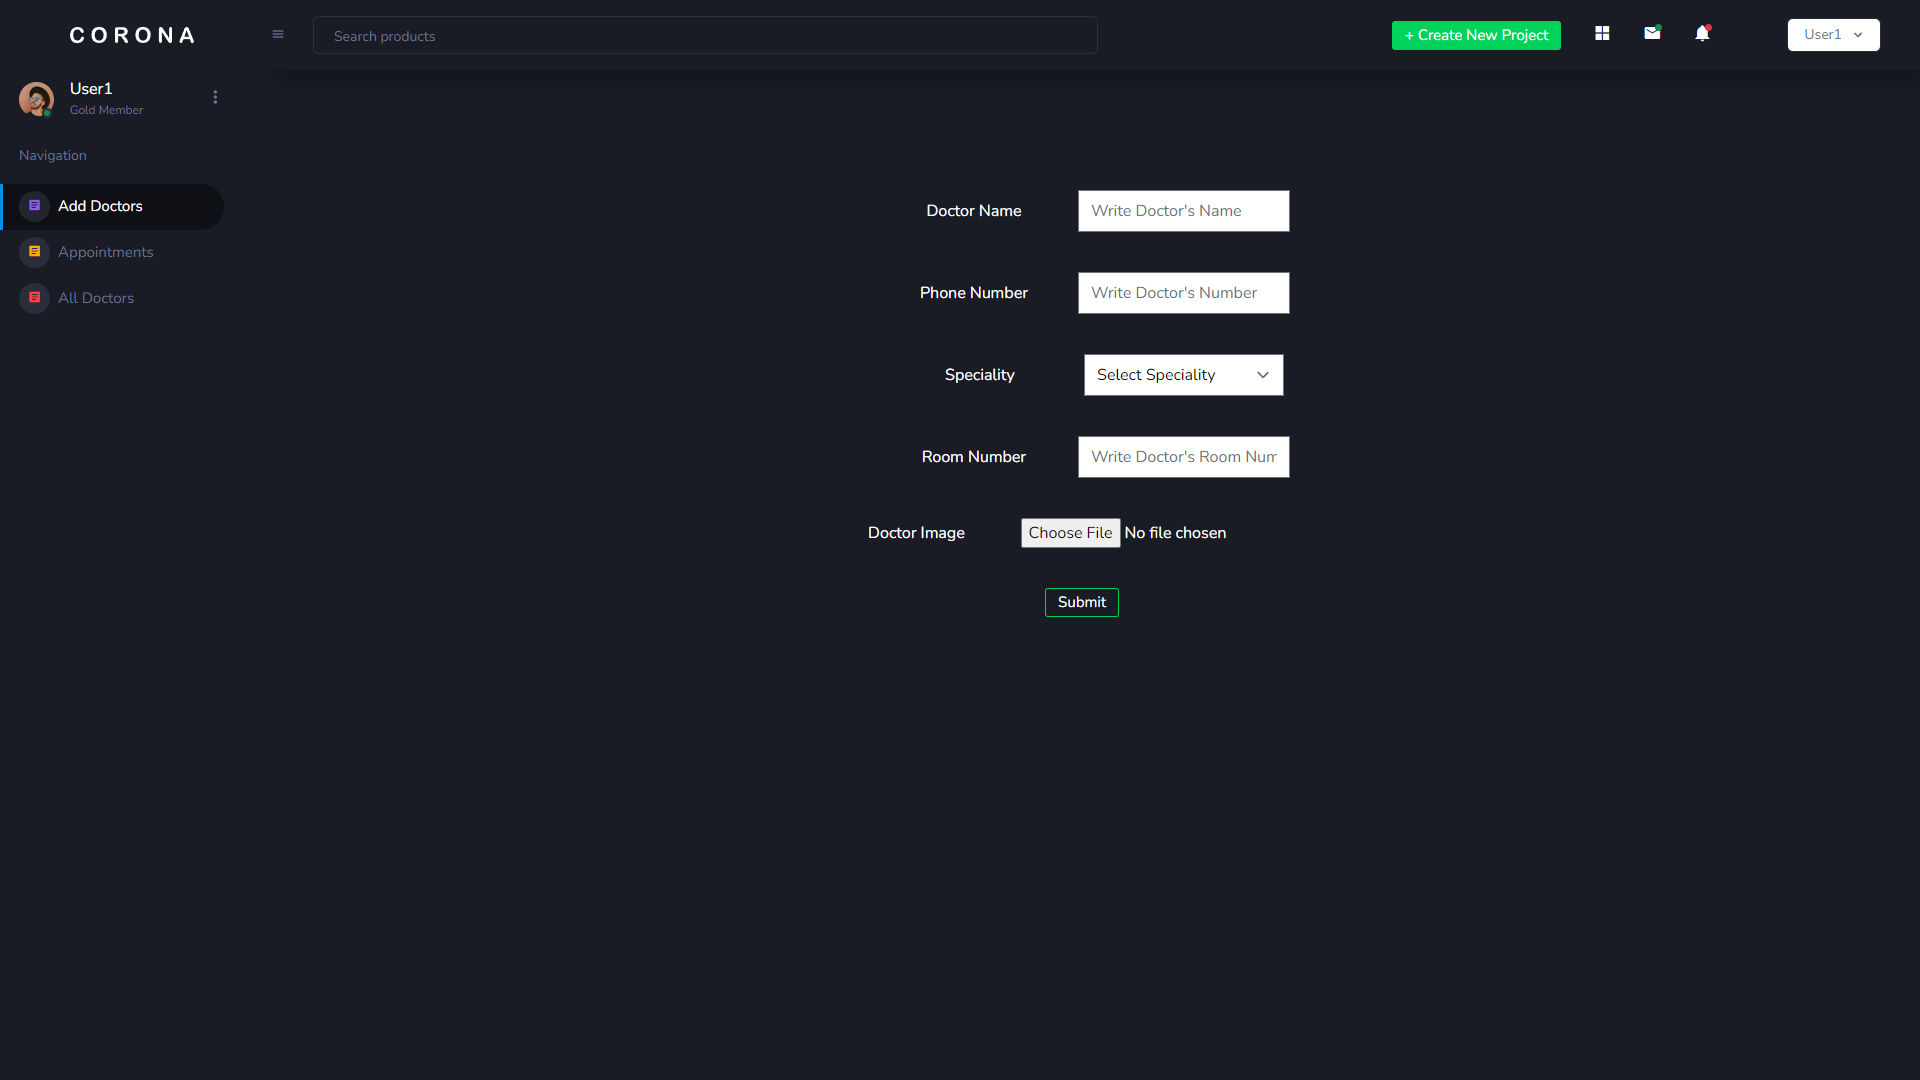 CORONA
Search products
+ Create New Project
User1
User1
Gold Member
Navigation
Add Doctors
Appointments
All Doctors
Doctor Name
Write Doctor's Name
Phone Number
Write Doctor's Number
Speciality
Select Speciality
Room Number
Write Doctor's Room Num
Doctor Image
Choose File No file chosen
Submit